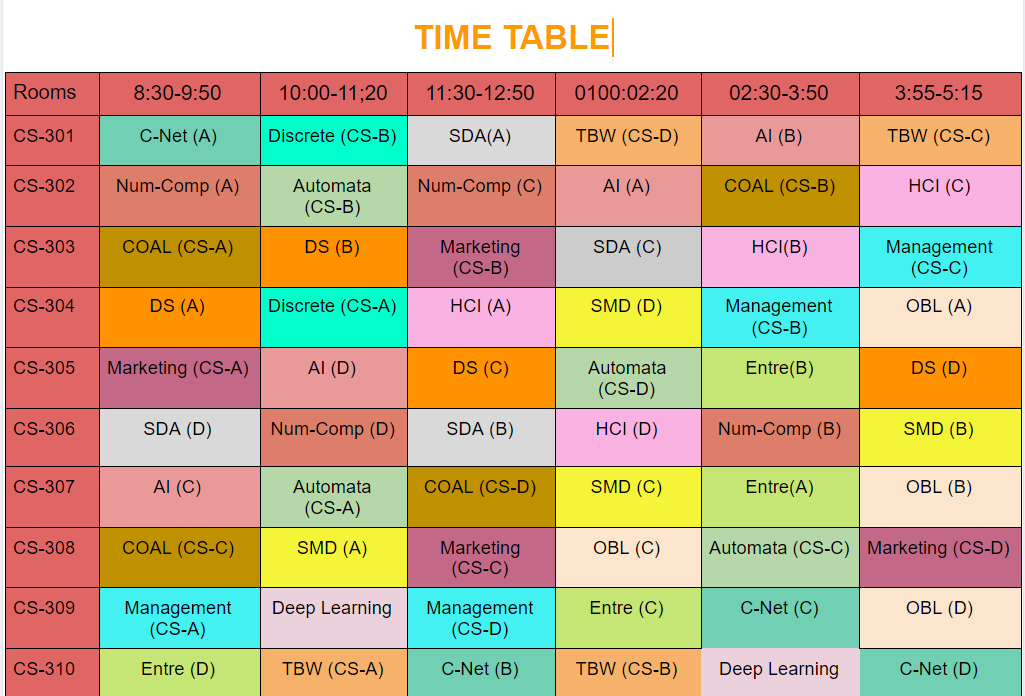 TIME TABLE
Rooms 8:30-9:50 10:00-11;20 11:30-12:50 0100:02:20 02:30-3:50 3:55-5:15
CS-301 C-Net (A) Discrete (CS-B) SDA(A) TBW (CS-D) AI (B) TBW (CS-C)
CS-302 Num-Comp (A) Automata Num-Comp (C) AI (A) COAL (CS-B) HCI (C)
(CS-B)
CS-303 COAL (CS-A) DS (B) Marketing SDA (C) HCI(B) Management
(CS-B) (CS-C)
CS-304 DS (A) Discrete (CS-A) HCI (A) SMD (D) Management OBL (A)
(CS-B)
CS-305 Marketing (CS-A) AI (D) DS (C) Automata Entre(B) DS (D)
(CS-D)
CS-306 SDA (D) Num-Comp (D) SDA (B) HCI (D) Num-Comp (B) SMD (B)
CS-307 AI (C) Automata COAL (CS-D) SMD (C) Entre(A) OBL (B)
(CS-A)
CS-308 COAL (CS-C) SMD (A) Marketing OBL (C) Automata (CS-C) Marketing (CS-D)
(CS-C)
CS-309 Management Deep Learning Management Entre (C) C-Net (C) OBL (D)
(CS-A) (CS-D)
CS-310 Entre (D) TBW (CS-A) C-Net (B) TBW (CS-B) Deep Learning C-Net (D)